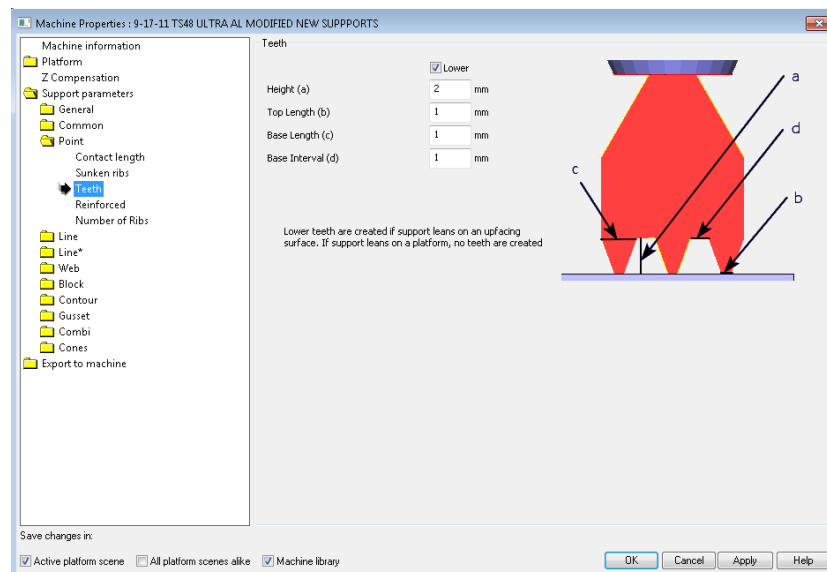 Machine Properties : 9-17-11 TS48 ULTRA AL MODIFIED NEW SUPPPORTS
Machine information
Platform
Z Compensation
Support parameters
General
Common
Point
Contact length
Sunken ribs
Teeth
Reinforced
Number of Ribs
Line
Line*
Web
Block
Contour
Gusset
Combi
Cones
Export to machine
Teeth
Lower
Height (a) 2 mm
Top Length (b) 1 mm
Base Length (c) 1 mm
Base Interval (d) 1 mm
Lower teeth are created if support leans on an upfacing
surface. If support leans on a platform, no teeth are created
a
d
c
b
Save changes in:
Active platform scene All platform scenes alike Machine library
OK Cancel Apply Help